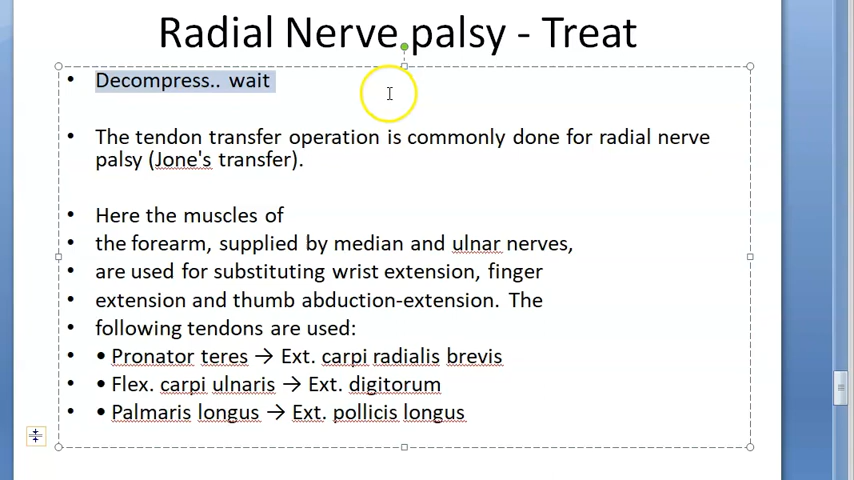 Radial Nerve palsy - Treat
• Decompress.. wait
• The tendon transfer operation is commonly done for radial nerve
palsy (Jone's transfer).
• Here the muscles of
• the forearm, supplied by median and ulnar nerves,
• are used for substituting wrist extension, finger
• extension and thumb abduction-extension. The
• following tendons are used:
• • Pronator teres → Ext. carpi radialis brevis
• • Flex. carpi ulnaris → Ext. digitorum
• • Palmaris longus → Ext. pollicis longus